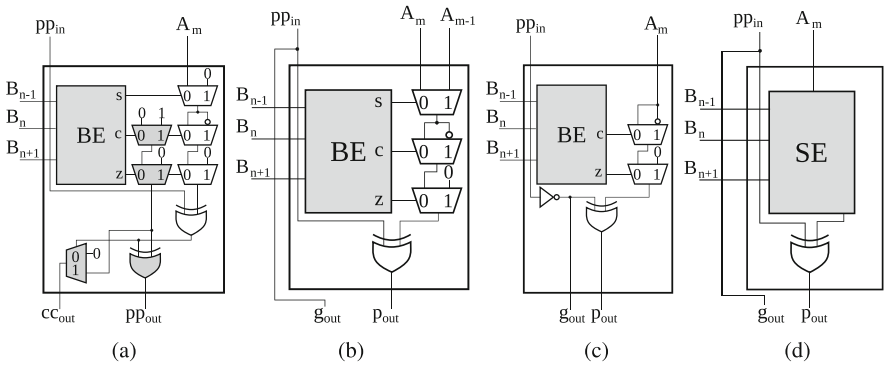 pp_in A_m pp_in A_m A_m-1 pp_in A_m pp_in A_m
0
B_n-1 s 0 1 B_n-1 s 0 1 B_n-1 B_n-1
0 1
B_n BE c 0 1 0 1 B_n BE c 0 1 B_n BE c 0 1 B_n SE
0 0 0 0
B_n+1 z 0 1 0 1 B_n+1 z 0 1 B_n+1 z 0 1 B_n+1
0 0
1
cc_out pp_out g_out p_out g_out p_out g_out p_out
(a) (b) (c) (d)